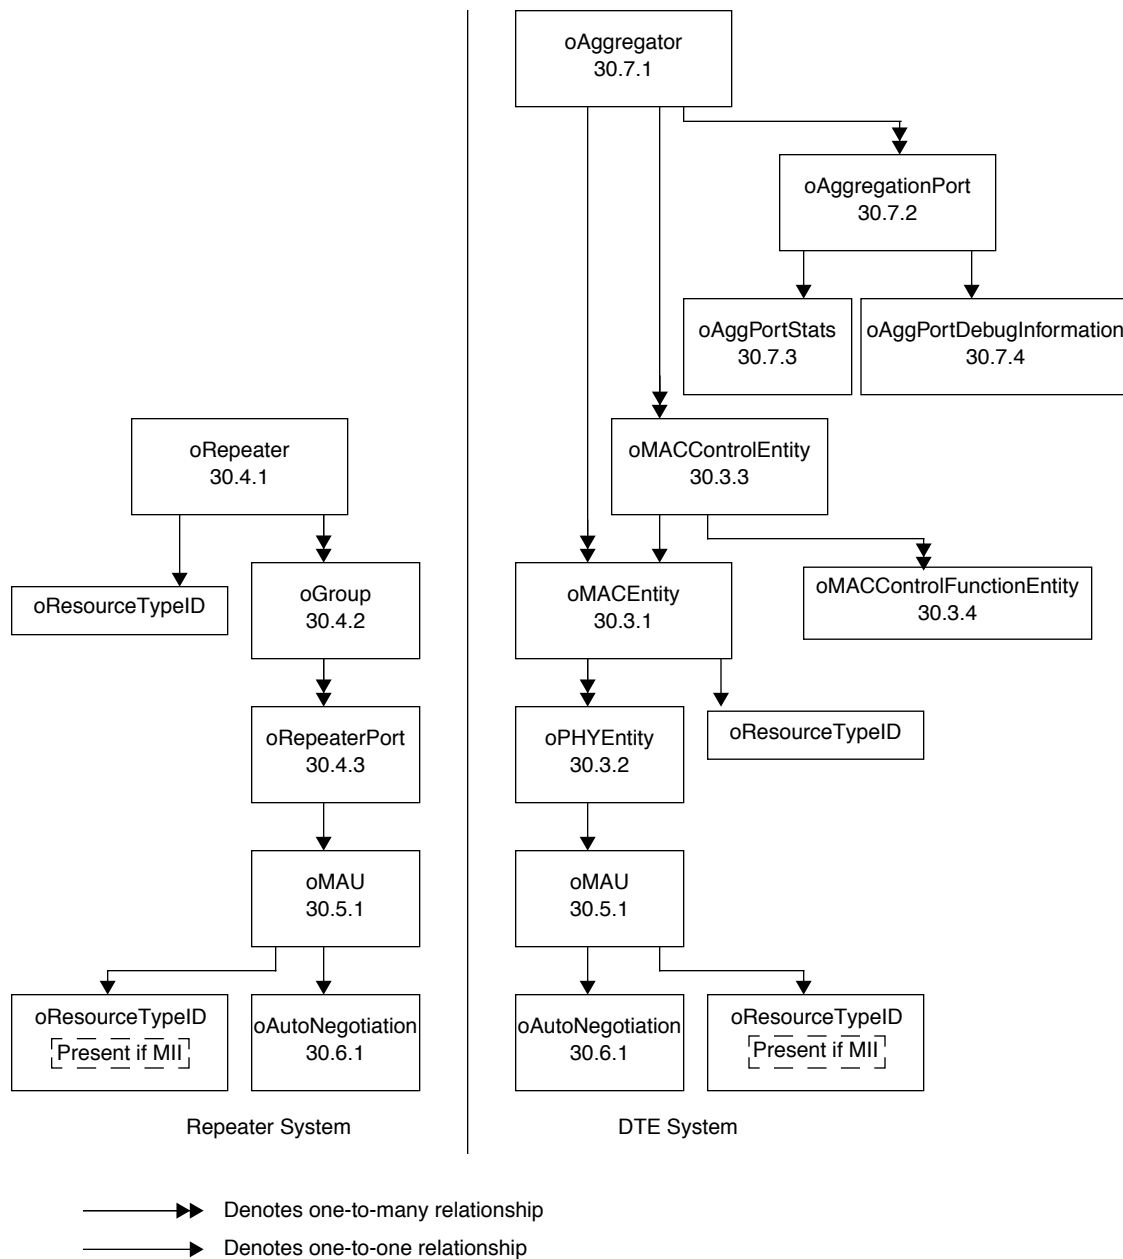 oAggregator
30.7.1
oAggregationPort
30.7.2
oAggPortStats
30.7.3
oAggPortDebugInformation
30.7.4
oRepeater
30.4.1
oMACControlEntity
30.3.3
oResourceTypeID
oGroup
30.4.2
oMACEntity
30.3.1
oMACControlFunctionEntity
30.3.4
oRepeaterPort
30.4.3
oPHYEntity
30.3.2
oResourceTypeID
oMAU
30.5.1
oMAU
30.5.1
oResourceTypeID
Present if MII
oAutoNegotiation
30.6.1
oAutoNegotiation
30.6.1
oResourceTypeID
Present if MII
Repeater System
DTE System
Denotes one-to-many relationship
Denotes one-to-one relationship